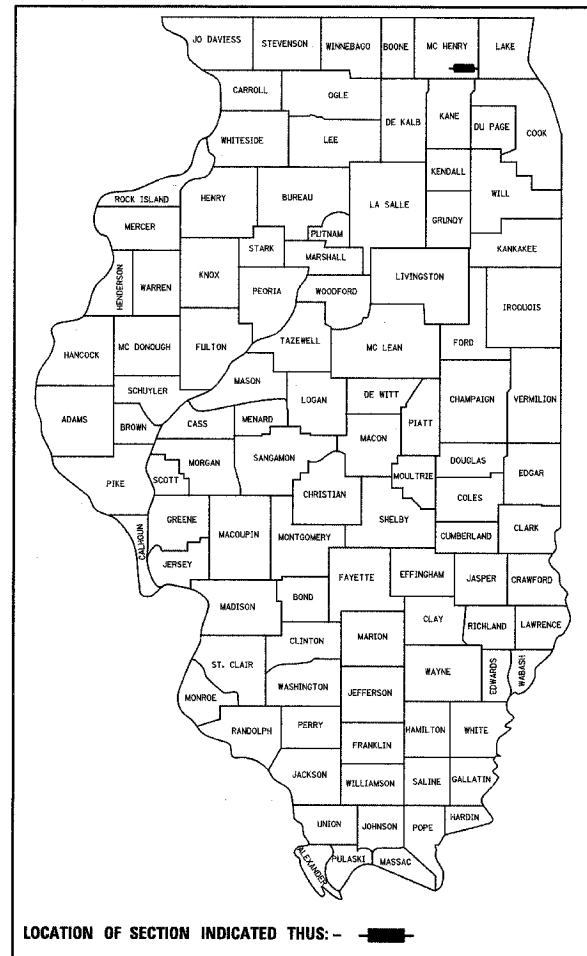 JO DAVIESS
STEVENSON
WINNEBAGO
BOONE
MC HENRY
LAKE
CARROLL
OGLE
DE KALB
KANE
DU PAGE
COOK
WHITESIDE
LEE
KENDALL
WILL
ROCK ISLAND
HENRY
BUREAU
LA SALLE
GRUNDY
MERCER
PUTNAM
STARK
MARSHALL
KANKAKEE
HENDERSON
WARREN
KNOX
PEORIA
WOODFORD
LIVINGSTON
IROQUOIS
HANCOCK
MC DONOUGH
FULTON
TAZEWELL
MC LEAN
FORD
SCHUYLER
MASON
LOGAN
DE WITT
CHAMPAIGN
VERMILION
ADAMS
BROWN
CASS
MENARD
MACON
PIATT
PIKE
SCOTT
MORGAN
SANGAMON
CHRISTIAN
MOULTRIE
DOUGLAS
EDGAR
COLES
CALHOUN
GREENE
MACOUPIN
MONTGOMERY
SHELBY
CUMBERLAND
CLARK
JERSEY
FAYETTE
EFFINGHAM
JASPER
CRAWFORD
MADISON
BOND
CLAY
RICHLAND
LAWRENCE
CLINTON
MARION
ST. CLAIR
WAYNE
EDWARDS
WABASH
MONROE
WASHINGTON
JEFFERSON
RANDOLPH
PERRY
HAMILTON
WHITE
FRANKLIN
JACKSON
WILLIAMSON
SALINE
GALLATIN
UNION
JOHNSON
POPE
HARDIN
ALEXANDER
PULASKI
MASSAC
LOCATION OF SECTION INDICATED THUS: -